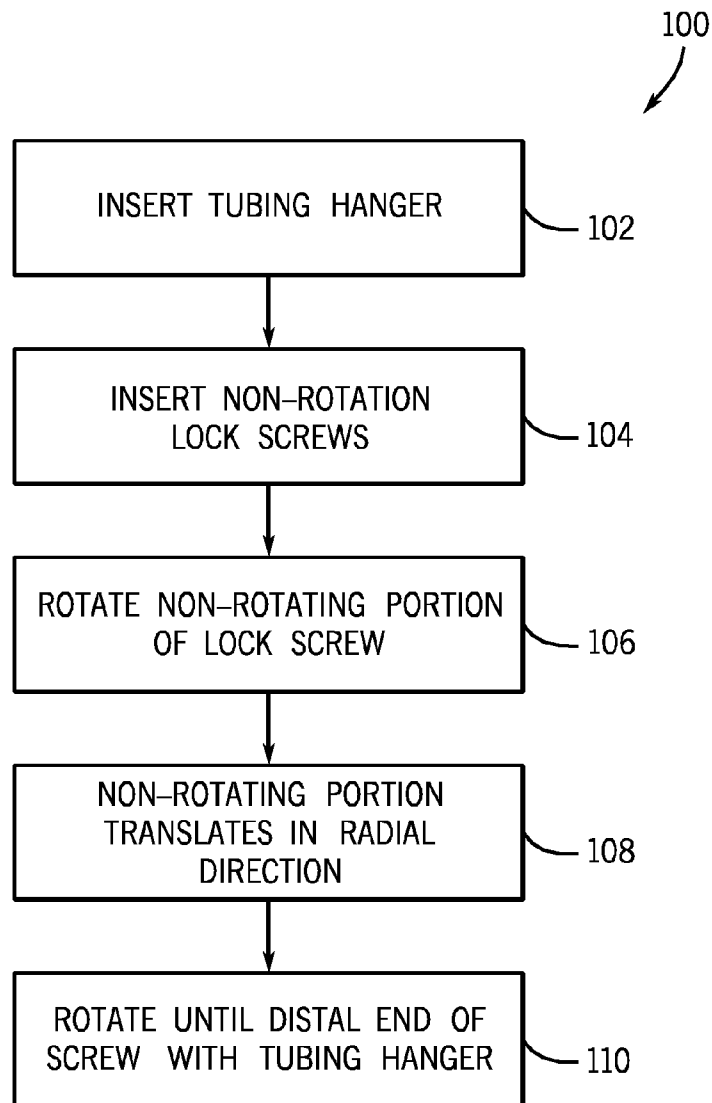 100
INSERT TUBING HANGER
102
INSERT NON–ROTATION
LOCK SCREWS
104
ROTATE NON–ROTATING PORTION
OF LOCK SCREW
106
NON–ROTATING PORTION
TRANSLATES IN RADIAL
DIRECTION
108
ROTATE UNTIL DISTAL END OF
SCREW WITH TUBING HANGER
110